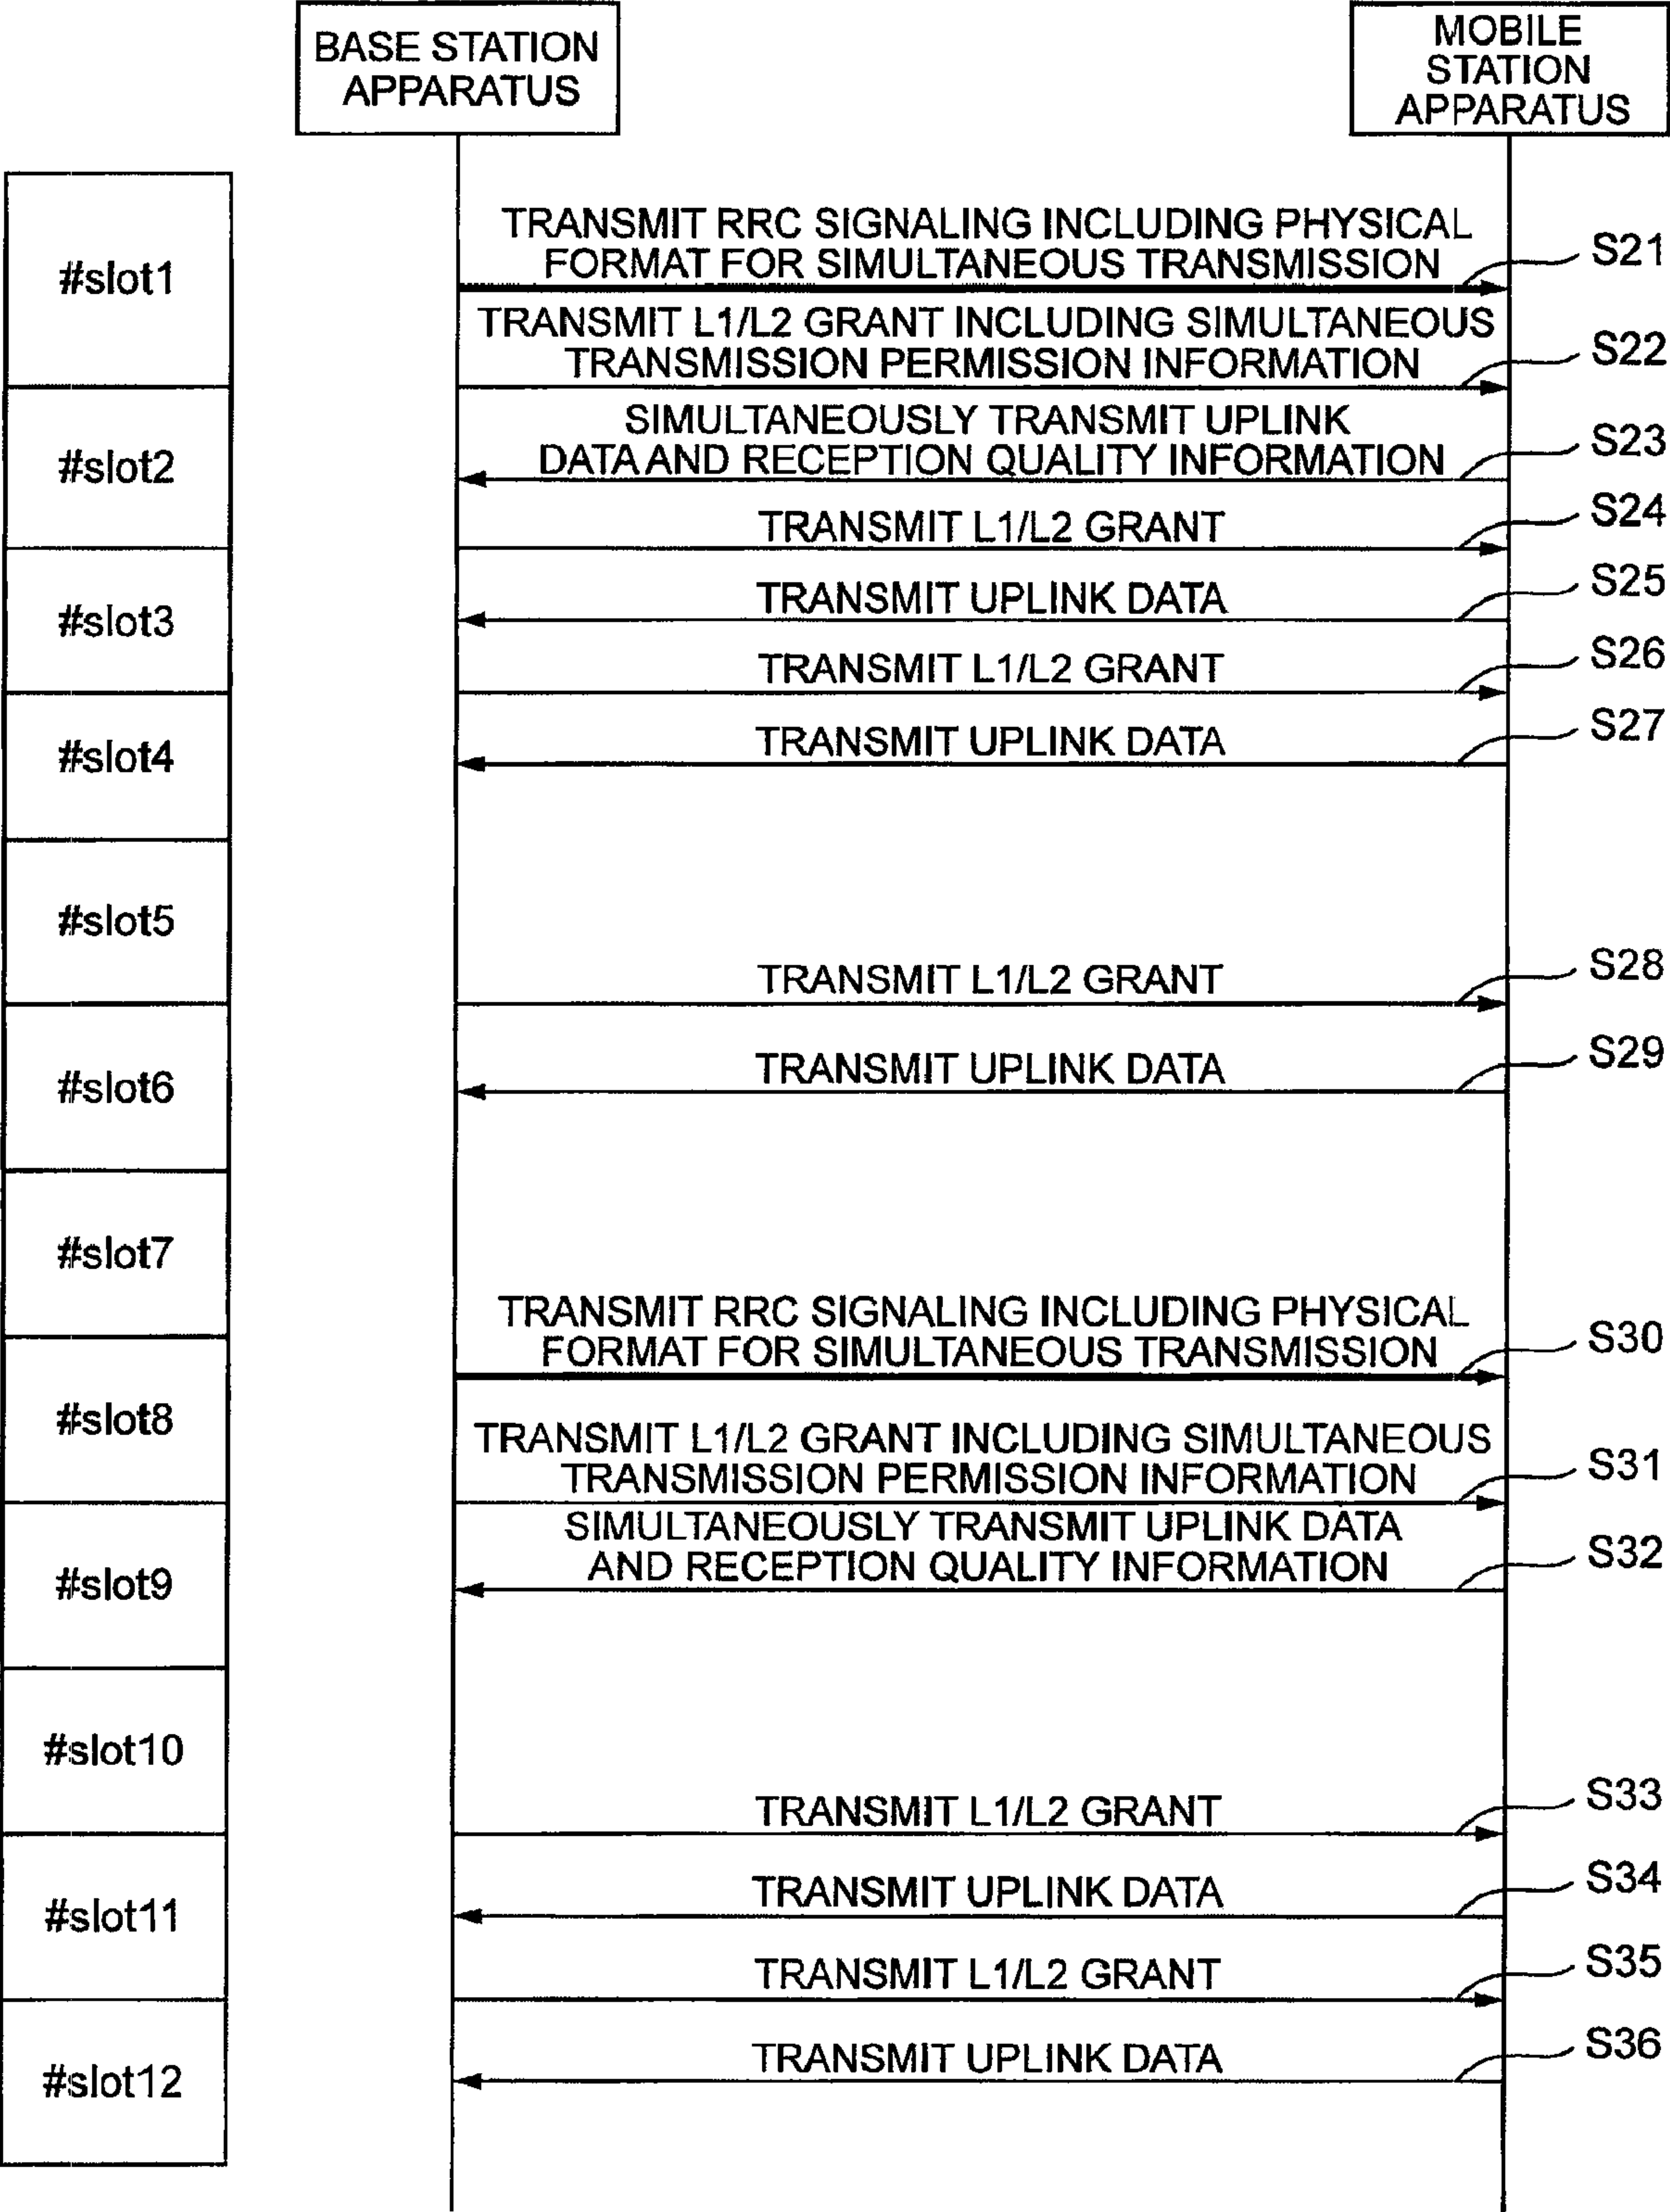 BASE STATION
APPARATUS
MOBILE
STATION
APPARATUS
#slot1
TRANSMIT RRC SIGNALING INCLUDING PHYSICAL
FORMAT FOR SIMULTANEOUS TRANSMISSION
S21
TRANSMIT L1/L2 GRANT INCLUDING SIMULTANEOUS
TRANSMISSION PERMISSION INFORMATION
S22
#slot2
SIMULTANEOUSLY TRANSMIT UPLINK
DATA AND RECEPTION QUALITY INFORMATION
S23
TRANSMIT L1/L2 GRANT
S24
#slot3
TRANSMIT UPLINK DATA
S25
TRANSMIT L1/L2 GRANT
S26
#slot4
TRANSMIT UPLINK DATA
S27
#slot5
TRANSMIT L1/L2 GRANT
S28
#slot6
TRANSMIT UPLINK DATA
S29
#slot7
TRANSMIT RRC SIGNALING INCLUDING PHYSICAL
FORMAT FOR SIMULTANEOUS TRANSMISSION
S30
#slot8
TRANSMIT L1/L2 GRANT INCLUDING SIMULTANEOUS
TRANSMISSION PERMISSION INFORMATION
S31
#slot9
SIMULTANEOUSLY TRANSMIT UPLINK DATA
AND RECEPTION QUALITY INFORMATION
S32
#slot10
TRANSMIT L1/L2 GRANT
S33
#slot11
TRANSMIT UPLINK DATA
S34
TRANSMIT L1/L2 GRANT
S35
#slot12
TRANSMIT UPLINK DATA
S36